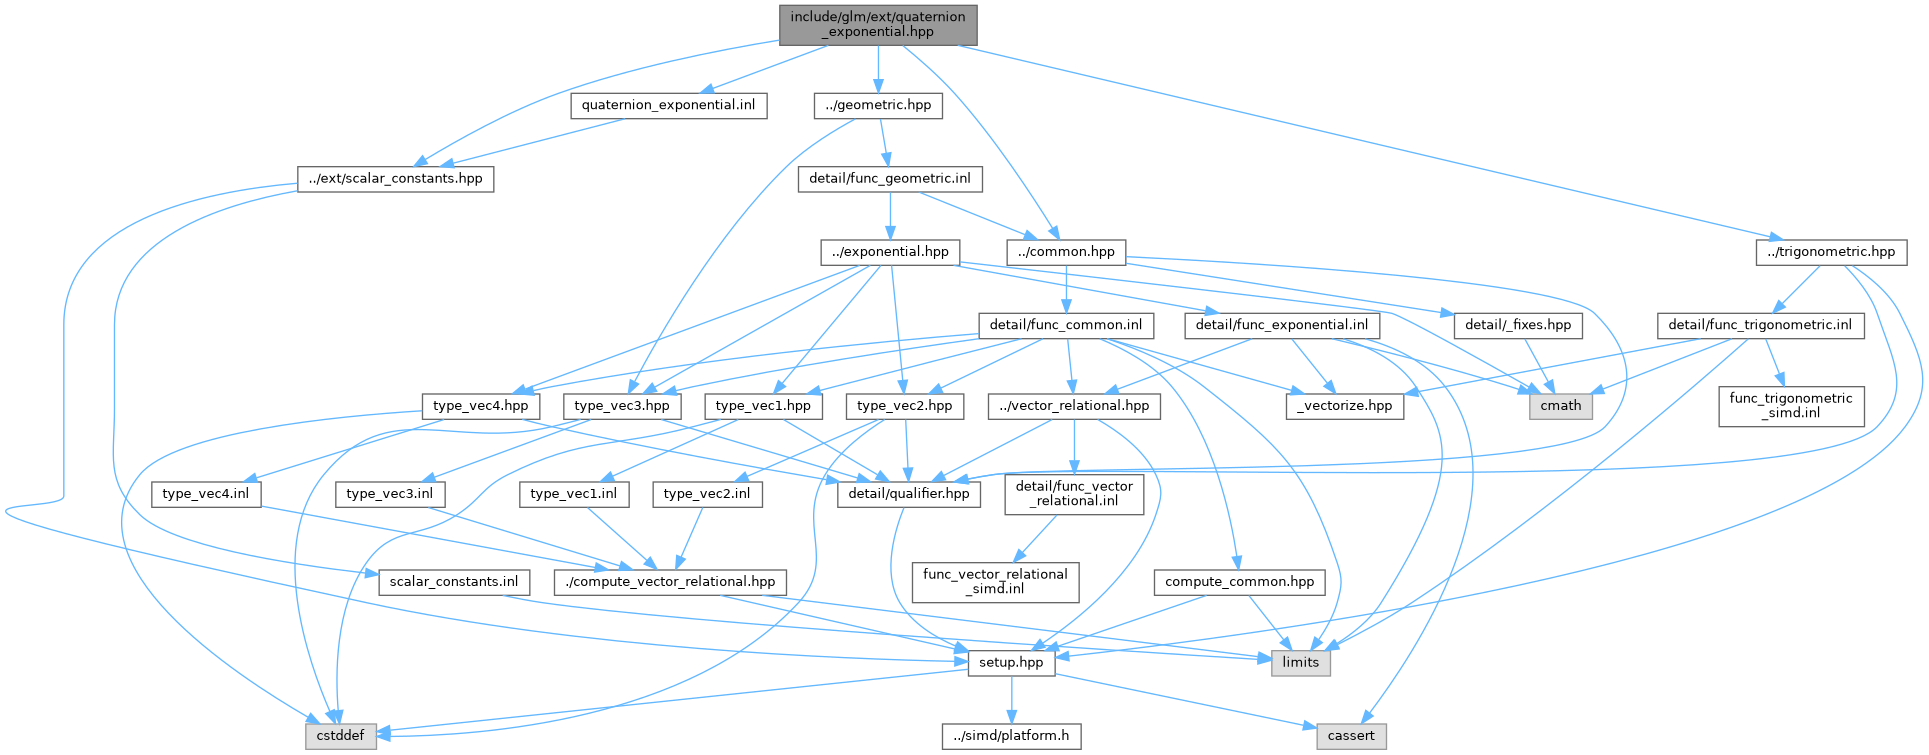 include/glm/ext/quaternion
_exponential.hpp
quaternion_exponential.inl
../geometric.hpp
../ext/scalar_constants.hpp
detail/func_geometric.inl
../exponential.hpp
../common.hpp
../trigonometric.hpp
detail/func_common.inl
detail/func_exponential.inl
detail/_fixes.hpp
detail/func_trigonometric.inl
type_vec4.hpp
type_vec3.hpp
type_vec1.hpp
type_vec2.hpp
../vector_relational.hpp
_vectorize.hpp
cmath
func_trigonometric
_simd.inl
type_vec4.inl
type_vec3.inl
type_vec1.inl
type_vec2.inl
detail/qualifier.hpp
detail/func_vector
_relational.inl
scalar_constants.inl
./compute_vector_relational.hpp
func_vector_relational
_simd.inl
compute_common.hpp
setup.hpp
limits
cstddef
../simd/platform.h
cassert